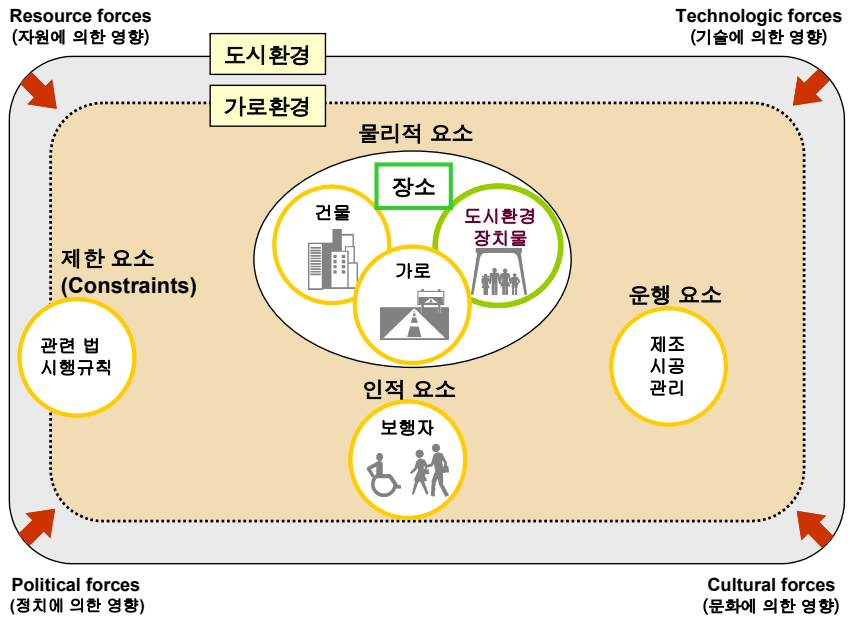 Resource forces
(자원에 의한 영향)
Technologic forces
(기술에 의한 영향)
도시환경
가로환경
물리적 요소
장소
건물
도시환경
장치물
가로
제한 요소
(Constraints)
관련 법
시행규칙
운행 요소
제조
시공
관리
인적 요소
보행자
Political forces
(정치에 의한 영향)
Cultural forces
(문화에 의한 영향)